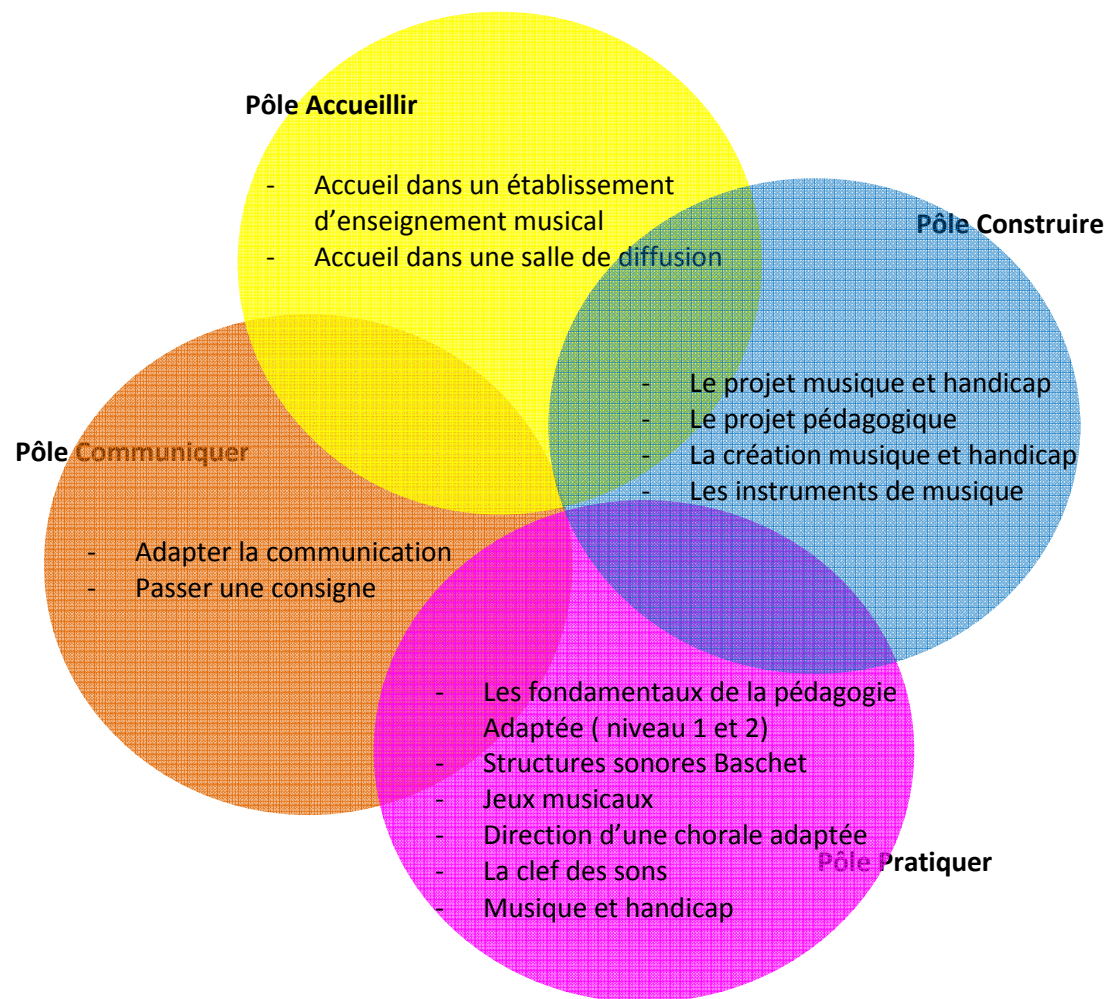 Pôle Accueillir
- Accueil dans un établissement
d’enseignement musical
- Accueil dans une salle de diffusion
Pôle Construire
- Le projet musique et handicap
- Le projet pédagogique
- La création musique et handicap
- Les instruments de musique
Pôle Communiquer
- Adapter la communication
- Passer une consigne
- Les fondamentaux de la pédagogie
Adaptée ( niveau 1 et 2)
- Structures sonores Baschet
- Jeux musicaux
- Direction d’une chorale adaptée
- La clef des sons
- Musique et handicap
Pôle Pratiquer